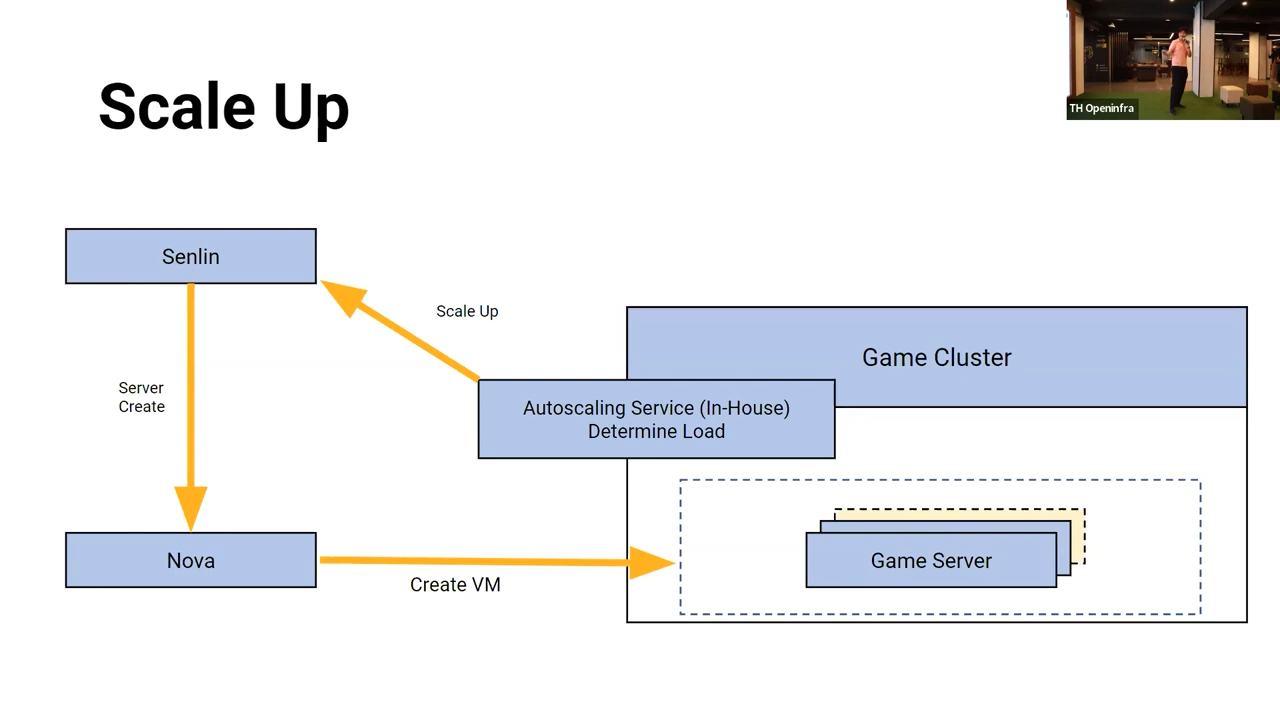 TH Openinfra
Scale Up
Senlin
Scale Up
Game Cluster
Server
Create
Autoscaling Service (In-House)
Determine Load
Nova
Create VM
Game Server